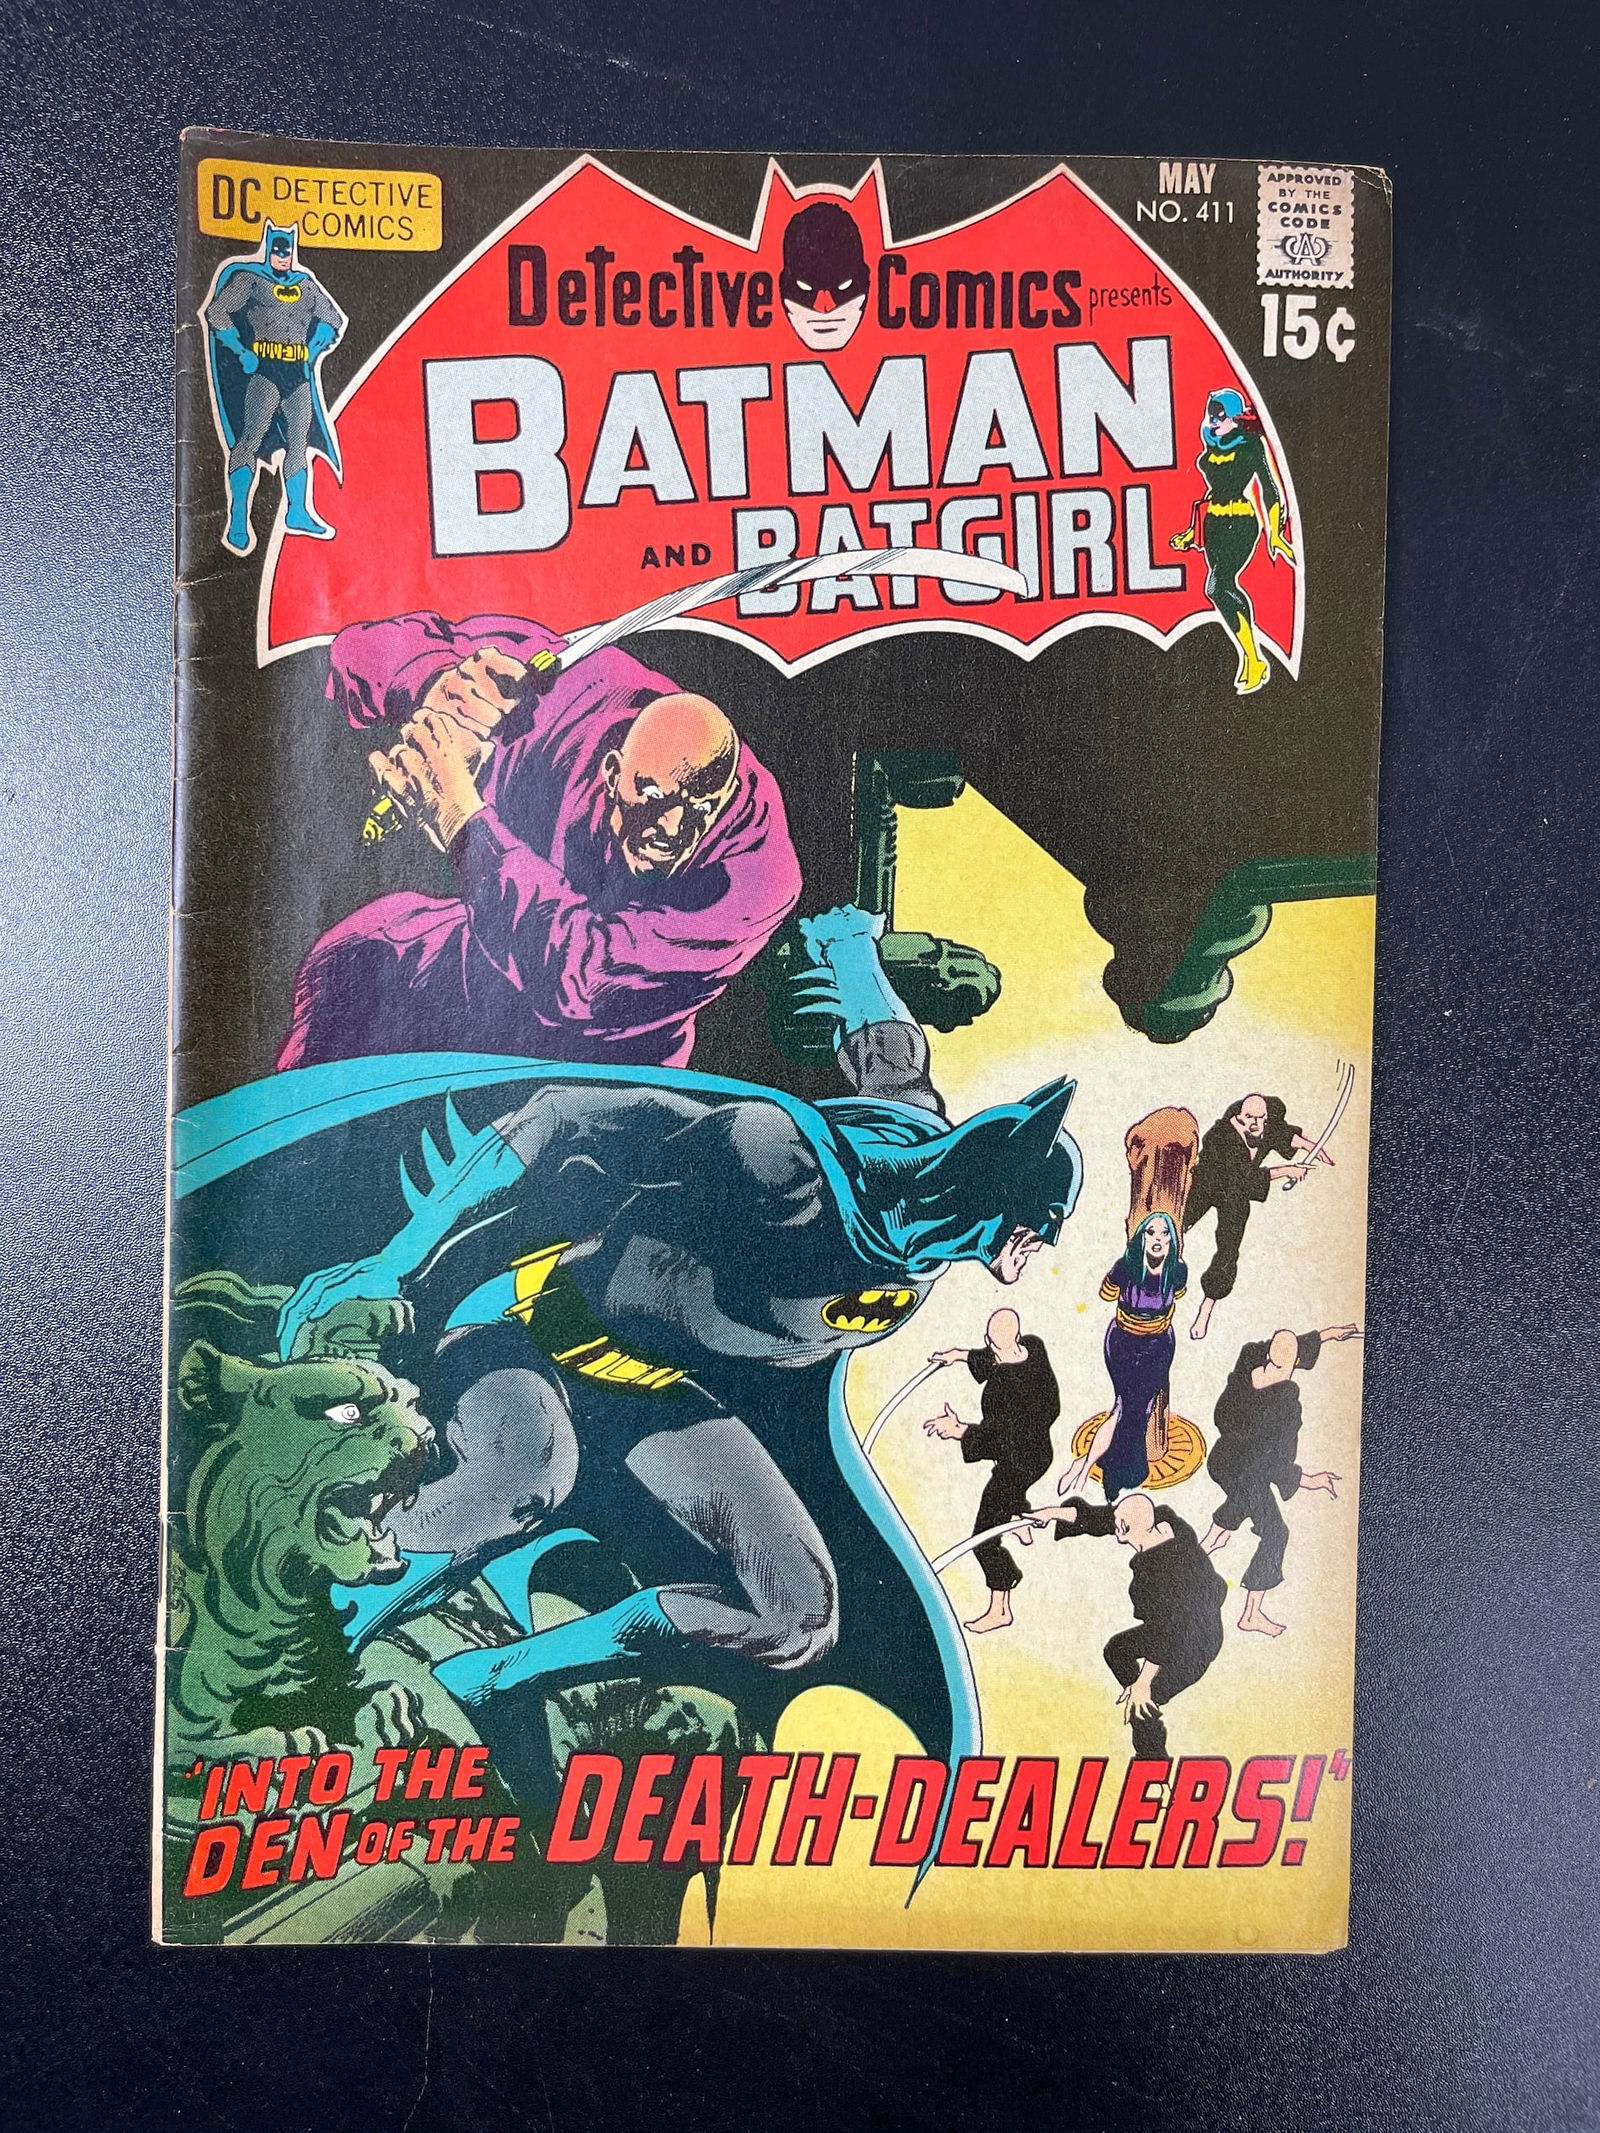 DC DETECTIVE
COMICS
MAY
NO. 411
APPROVED
BY THE
COMICS
CODE
CA
AUTHORITY
15¢
Detective Comics presents
BATMAN
AND BATGIRL
"INTO THE
DEN OF THE DEATH-DEALERS!"